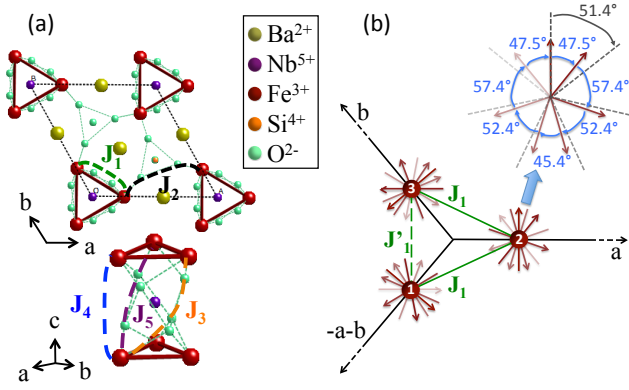 (a)
Ba²⁺
Nb⁵⁺
Fe³⁺
Si⁴⁺
O²⁻
B
J₁
J₂
O
A
b
a
J₄
J₅
J₃
c
a
b
(b)
51.4°
47.5° 47.5°
57.4° 57.4°
52.4° 52.4°
45.4°
b
3
J₁
J'₁
2
a
1
J₁
-a-b